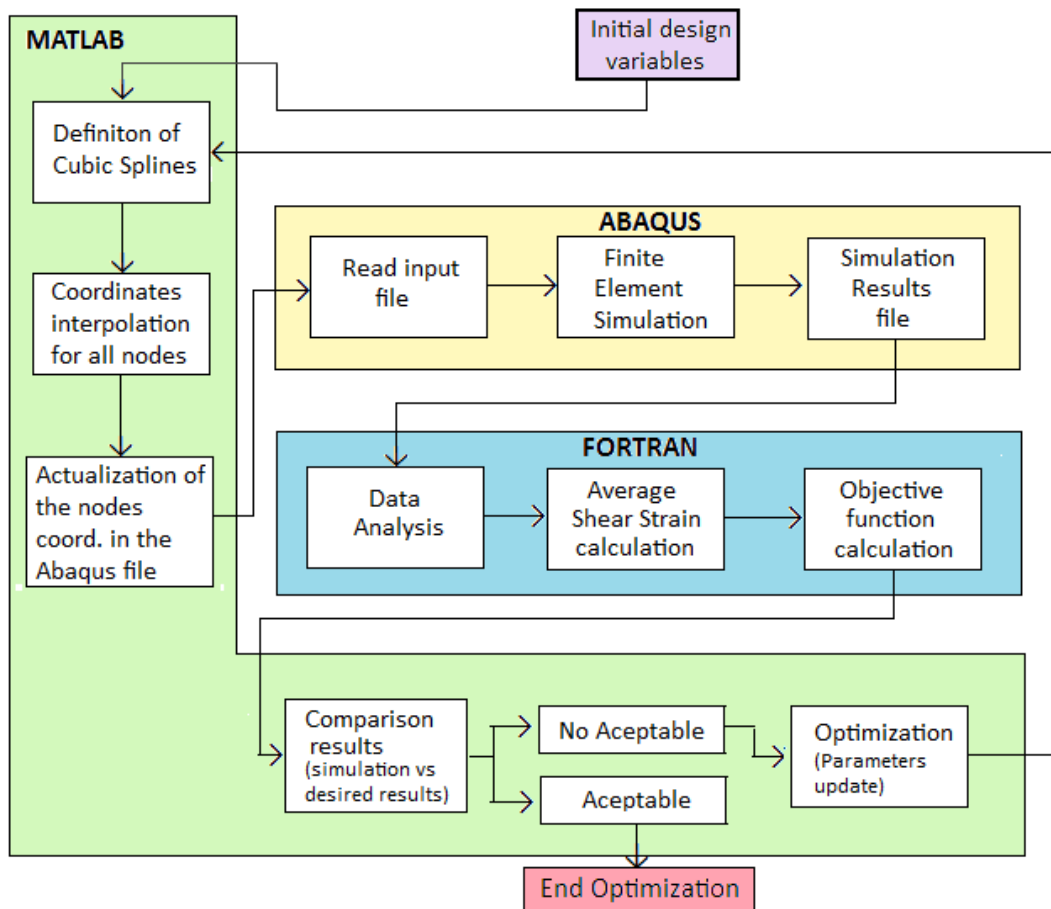 MATLAB
Initial design
variables
Definiton of
Cubic Splines
Coordinates
interpolation
for all nodes
Actualization of
the nodes
coord. in the
Abaqus file
ABAQUS
Read input
file
Finite
Element
Simulation
Simulation
Results
file
FORTRAN
Data
Analysis
Average
Shear Strain
calculation
Objective
function
calculation
Comparison
results
(simulation vs
desired results)
No Aceptable
Aceptable
Optimization
(Parameters
update)
End Optimization